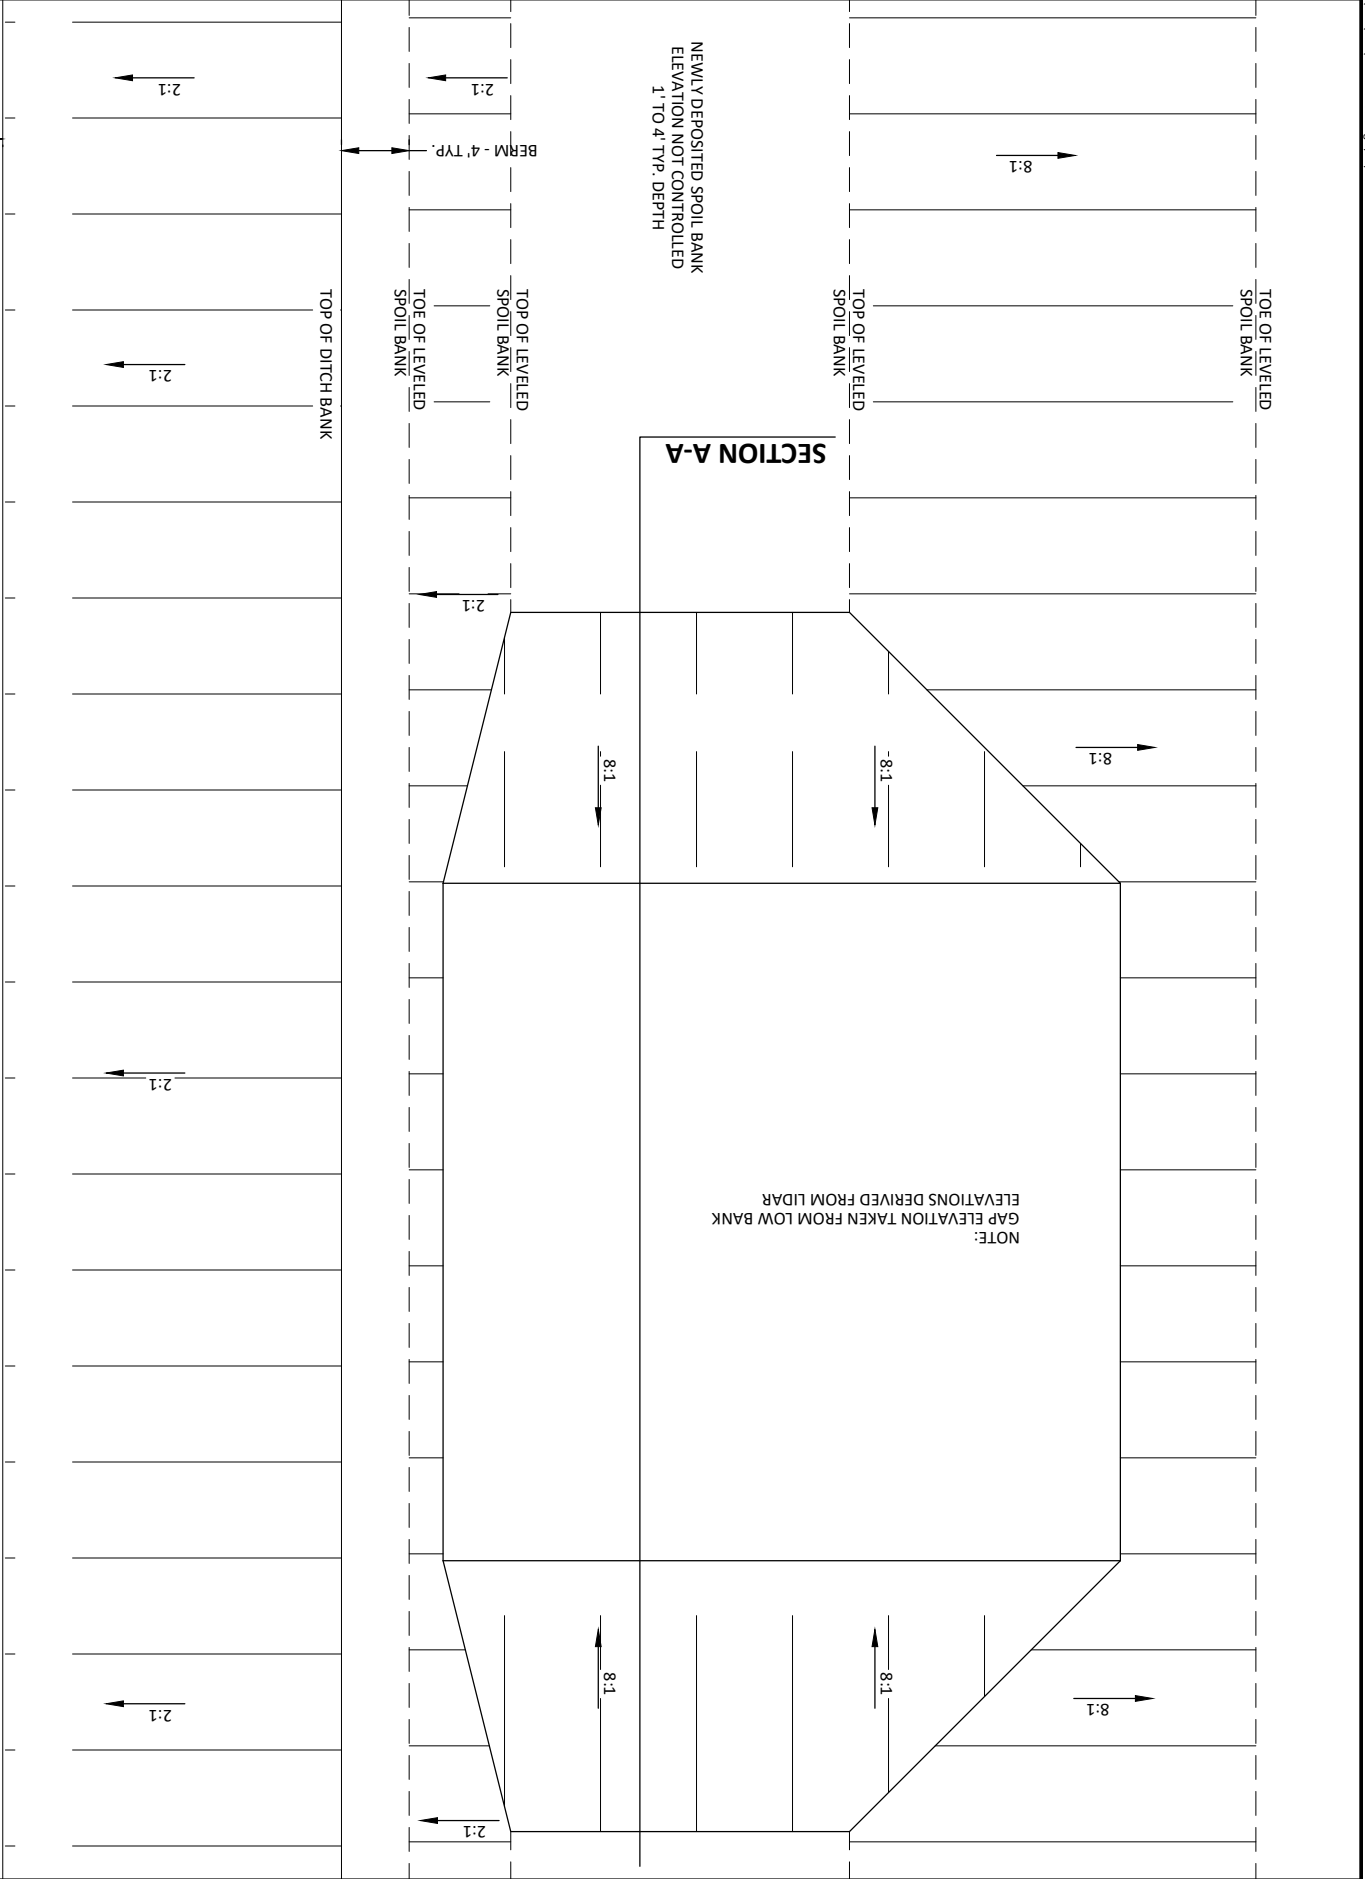 2:1
2:1
BERM - 4' TYP.
NEWLY DEPOSITED SPOIL BANK
ELEVATION NOT CONTROLLED
1' TO 4' TYP. DEPTH
8:1
TOP OF DITCH BANK
TOE OF LEVELED
SPOIL BANK
TOP OF LEVELED
SPOIL BANK
TOP OF LEVELED
SPOIL BANK
TOE OF LEVELED
SPOIL BANK
2:1
SECTION A-A
2:1
8:1
8:1
8:1
2:1
NOTE:
GAP ELEVATION TAKEN FROM LOW BANK
ELEVATIONS DERIVED FROM LIDAR
8:1
8:1
8:1
2:1
2:1